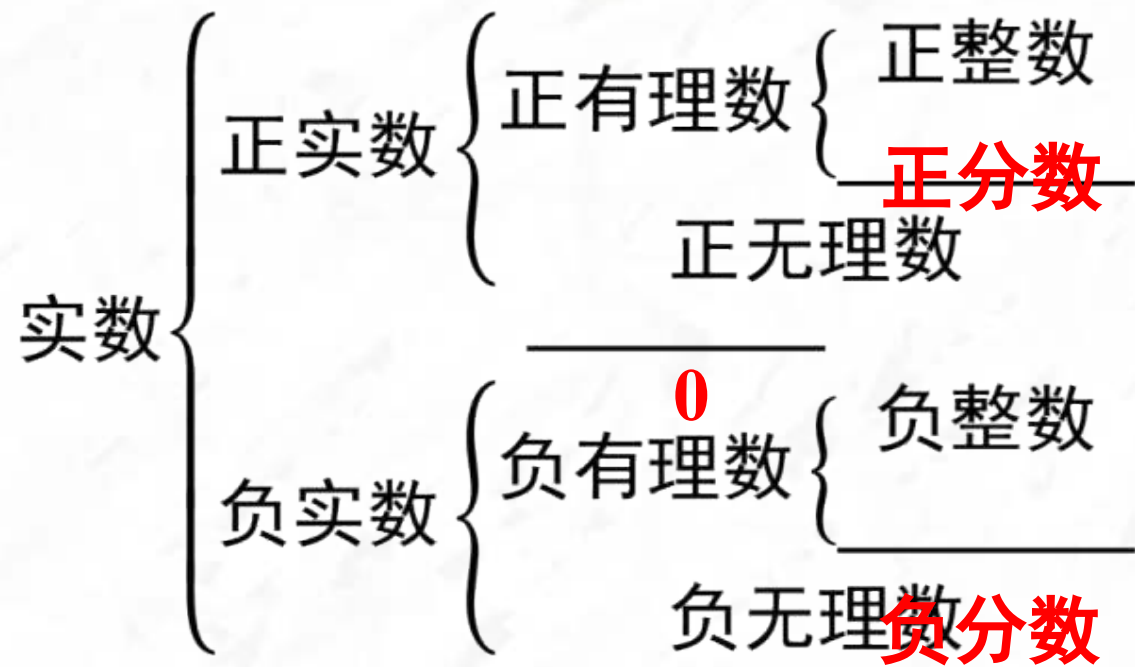 正整数
正有理数
正实数
正分数
正无理数
实数
0
负整数
负有理数
负实数
负无理数
负分数